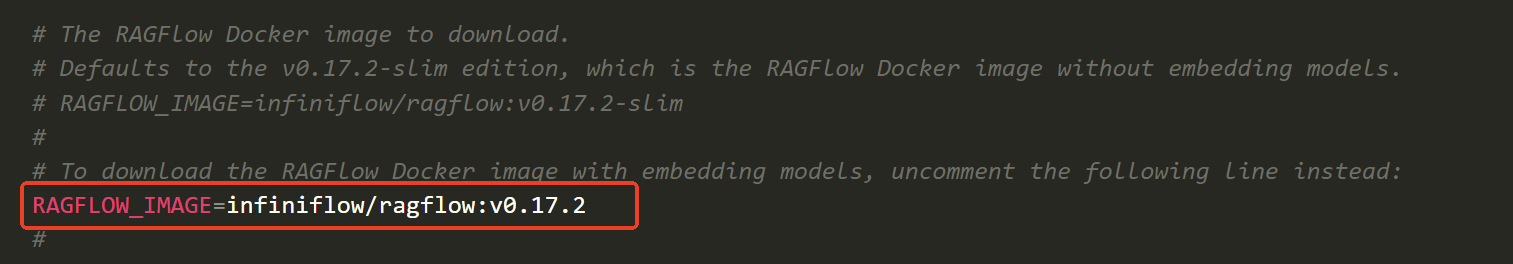 # The RAGFlow Docker image to download.
# Defaults to the v0.17.2-slim edition, which is the RAGFlow Docker image without embedding models.
# RAGFLOW_IMAGE=infiniflow/ragflow:v0.17.2-slim
#
# To download the RAGFlow Docker image with embedding models, uncomment the following line instead:
RAGFLOW_IMAGE=infiniflow/ragflow:v0.17.2
#